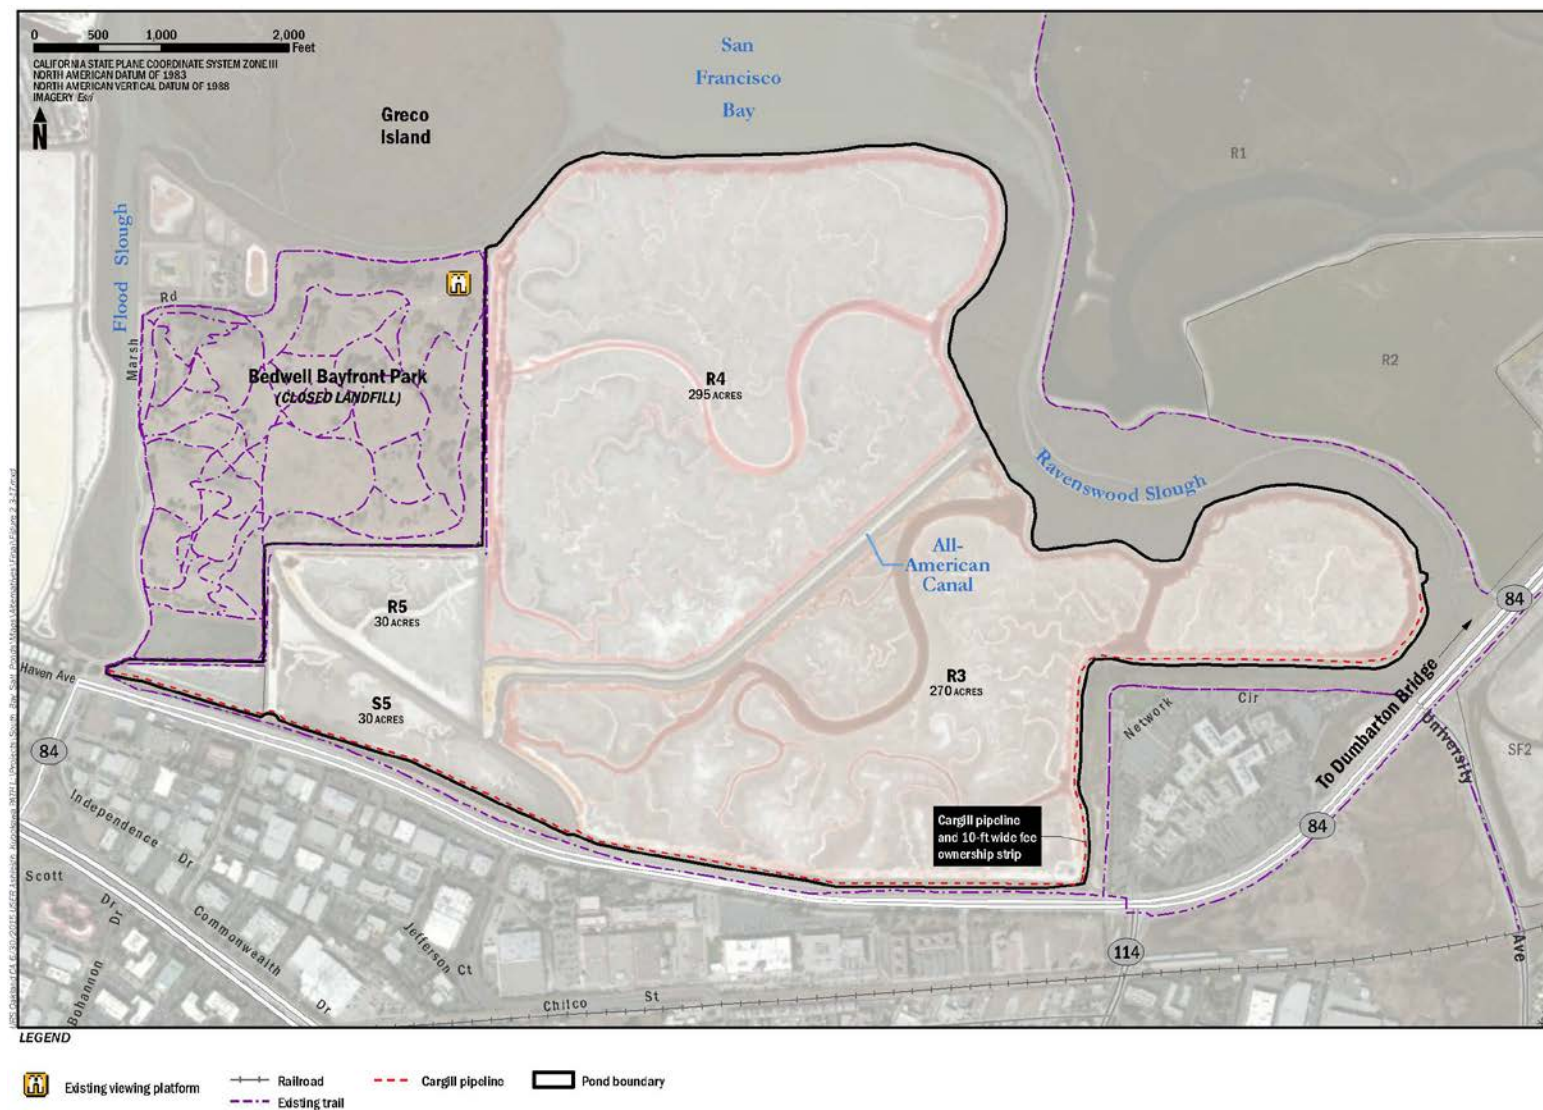 0 500 1,000 2,000
Feet
CALIFORNIA STATE PLANE COORDINATE SYSTEM ZONE III
NORTH AMERICAN DATUM OF 1983
NORTH AMERICAN VERTICAL DATUM OF 1988
IMAGERY Esri
N
Greco
Island
San
Francisco
Bay
R1
R2
Flood Slough
Marsh Rd
Bedwell Bayfront Park
(CLOSED LANDFILL)
R4
295 ACRES
Ravenswood Slough
All-
American
Canal
R5
30 ACRES
S5
30 ACRES
R3
270 ACRES
Haven Ave
84
84
84
To Dumbarton Bridge
Network Cir
University
Ave
SF2
Cargill pipeline
and 10-ft wide fee
ownership strip
114
Independence Dr
Commonwealth
Dr
Scott
Dr
Bohannon
Dr
Jefferson
Ct
Chilco St
LEGEND
Existing viewing platform
Railroad
Existing trail
Cargill pipeline
Pond boundary